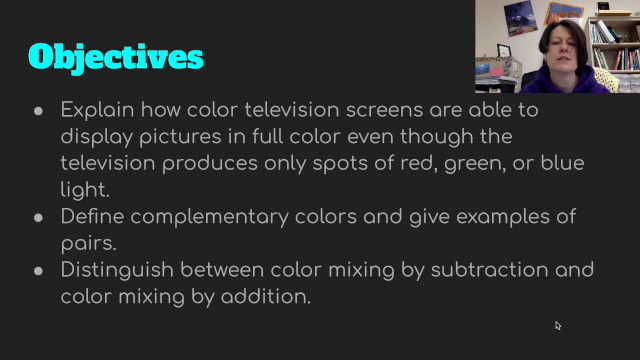 Objectives
● Explain how color television screens are able to
display pictures in full color even though the
television produces only spots of red, green, or blue
light.
● Define complementary colors and give examples of
pairs.
● Distinguish between color mixing by subtraction and
color mixing by addition.